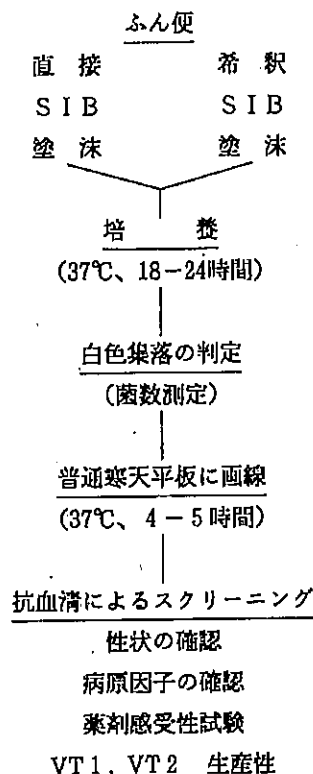 ふん便
直接 希釈
SIB SIB
塗沫 塗沫
培養
(37℃、18－24時間)
白色集落の判定
(菌数測定)
普通寒天平板に画線
(37℃、4－5時間)
抗血清によるスクリーニング
性状の確認
病原因子の確認
薬剤感受性試験
VT1, VT2 生産性